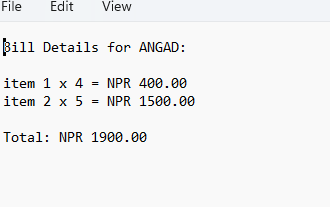 File Edit View
Bill Details for ANGAD:
item 1 x 4 = NPR 400.00
item 2 x 5 = NPR 1500.00
Total: NPR 1900.00